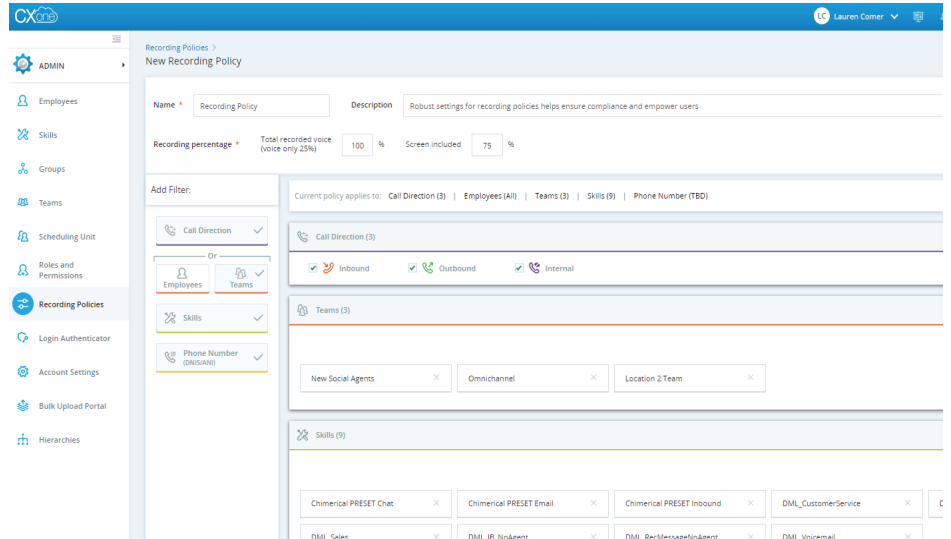 CXone
LC Lauren Comer
ADMIN
Employees
Skills
Groups
Teams
Scheduling Unit
Roles and
Permissions
Recording Policies
Login Authenticator
Account Settings
Bulk Upload Portal
Hierarchies
Recording Policies >
New Recording Policy
Name * Recording Policy Description Robust settings for recording policies helps ensure compliance and empower users
Recording percentage * Total recorded voice
(voice only 25%) 100 % Screen included 75 %
Add Filter:
Call Direction
Or
Employees Teams
Skills
Phone Number
(DNIS/ANI)
Current policy applies to: Call Direction (3) | Employees (All) | Teams (3) | Skills (9) | Phone Number (TBD)
Call Direction (3)
Inbound Outbound Internal
Teams (3)
New Social Agents Omnichannel Location 2 Team
Skills (9)
Chimerical PRESET Chat Chimerical PRESET Email Chimerical PRESET Inbound DML_CustomerService
DML_Sales DML_IB_NoAgent DML_RecMessageNoAgent DML_Voicemail